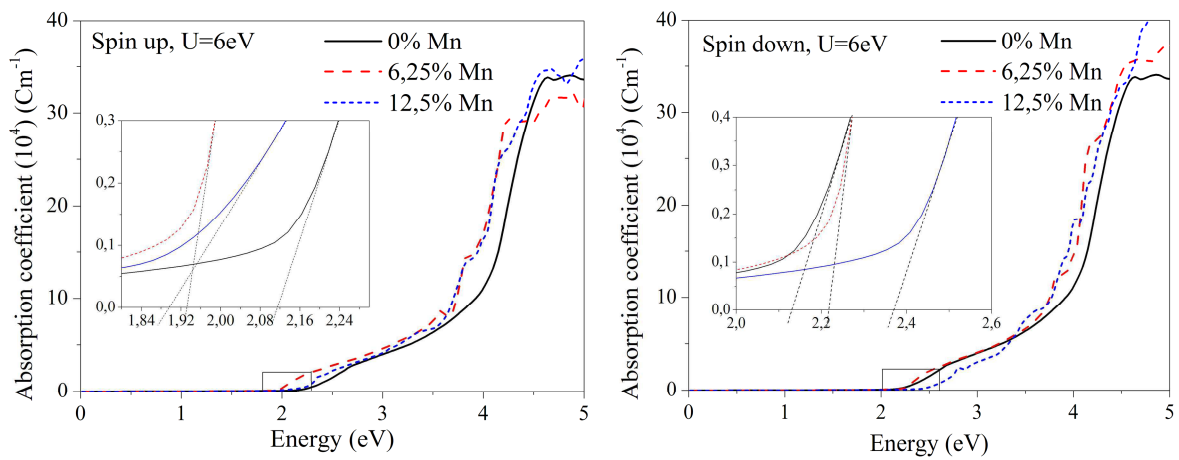 Spin up, U=6eV
0% Mn
6,25% Mn
12,5% Mn
Absorption coefficient (10⁴) (Cm⁻¹)
40
30
20
10
0
0 1 2 3 4 5
Energy (eV)
0,3
0,2
0,1
0,0
1,84 1,92 2,00 2,08 2,16 2,24
Spin down, U=6eV
0% Mn
6,25% Mn
12,5% Mn
Absorption coefficient (10⁴) (Cm⁻¹)
40
30
20
10
0
0 1 2 3 4 5
Energy (eV)
0,4
0,3
0,2
0,1
0,0
2,0 2,2 2,4 2,6